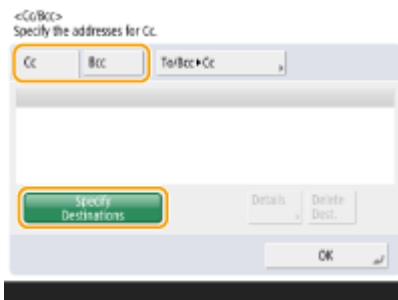 <Cc/Bcc>
Specify the addresses for Cc.
Cc
Bcc
To/Bcc▶Cc
Specify
Destinations
Details
Delete
Dest.
OK